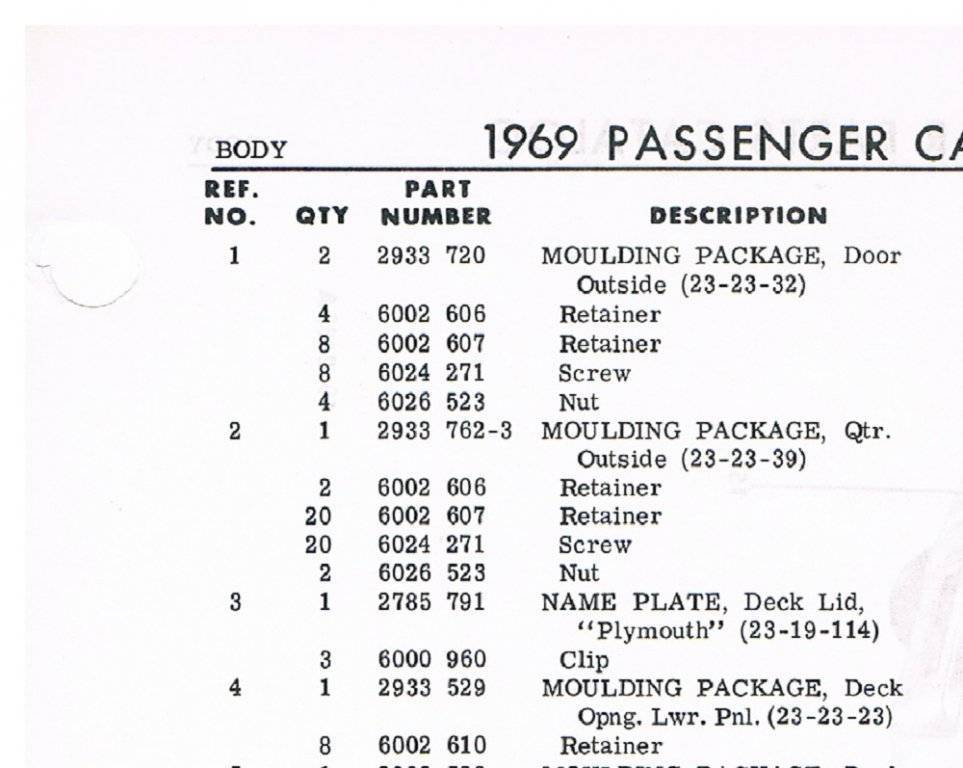 BODY 1969 PASSENGER CA
REF. PART
NO. QTY NUMBER DESCRIPTION
1 2 2933 720 MOULDING PACKAGE, Door
Outside (23-23-32)
4 6002 606 Retainer
8 6002 607 Retainer
8 6024 271 Screw
4 6026 523 Nut
2 1 2933 762-3 MOULDING PACKAGE, Qtr.
Outside (23-23-39)
2 6002 606 Retainer
20 6002 607 Retainer
20 6024 271 Screw
2 6026 523 Nut
3 1 2785 791 NAME PLATE, Deck Lid,
“Plymouth” (23-19-114)
3 6000 960 Clip
4 1 2933 529 MOULDING PACKAGE, Deck
Opng. Lwr. Pnl. (23-23-23)
8 6002 610 Retainer